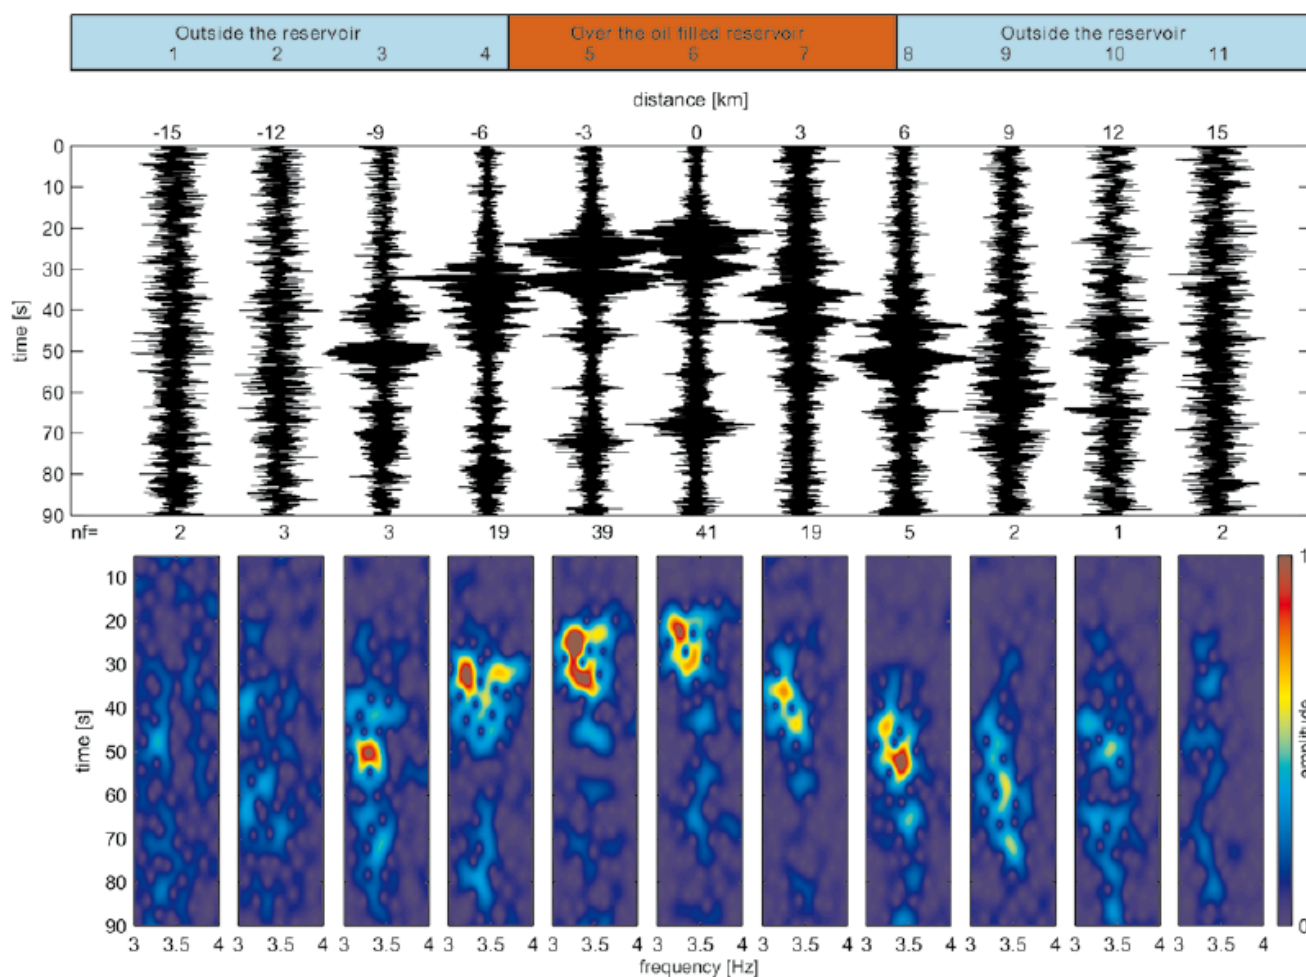 Outside the reservoir Over the oil filled reservoir Outside the reservoir
1 2 3 4 5 6 7 8 9 10 11
distance [km]
-15 -12 -9 -6 -3 0 3 6 9 12 15
0
10
20
30
40
50
60
70
80
90
time [s]
nf= 2 3 3 19 39 41 19 5 2 1 2
10
20
30
40
50
60
70
80
90
time [s]
1
amplitude
0
3 3.5 4 3 3.5 4 3 3.5 4 3 3.5 4 3 3.5 4 3 3.5 4 3 3.5 4 3 3.5 4 3 3.5 4 3 3.5 4 3 3.5 4
frequency [Hz]